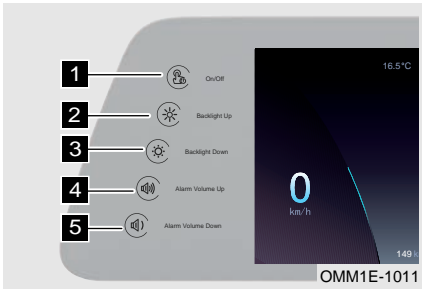 1
On/Off
16.5°C
2
Backlight Up
3
Backlight Down
4
Alarm Volume Up
0
km/h
5
Alarm Volume Down
149
OMM1E-1011